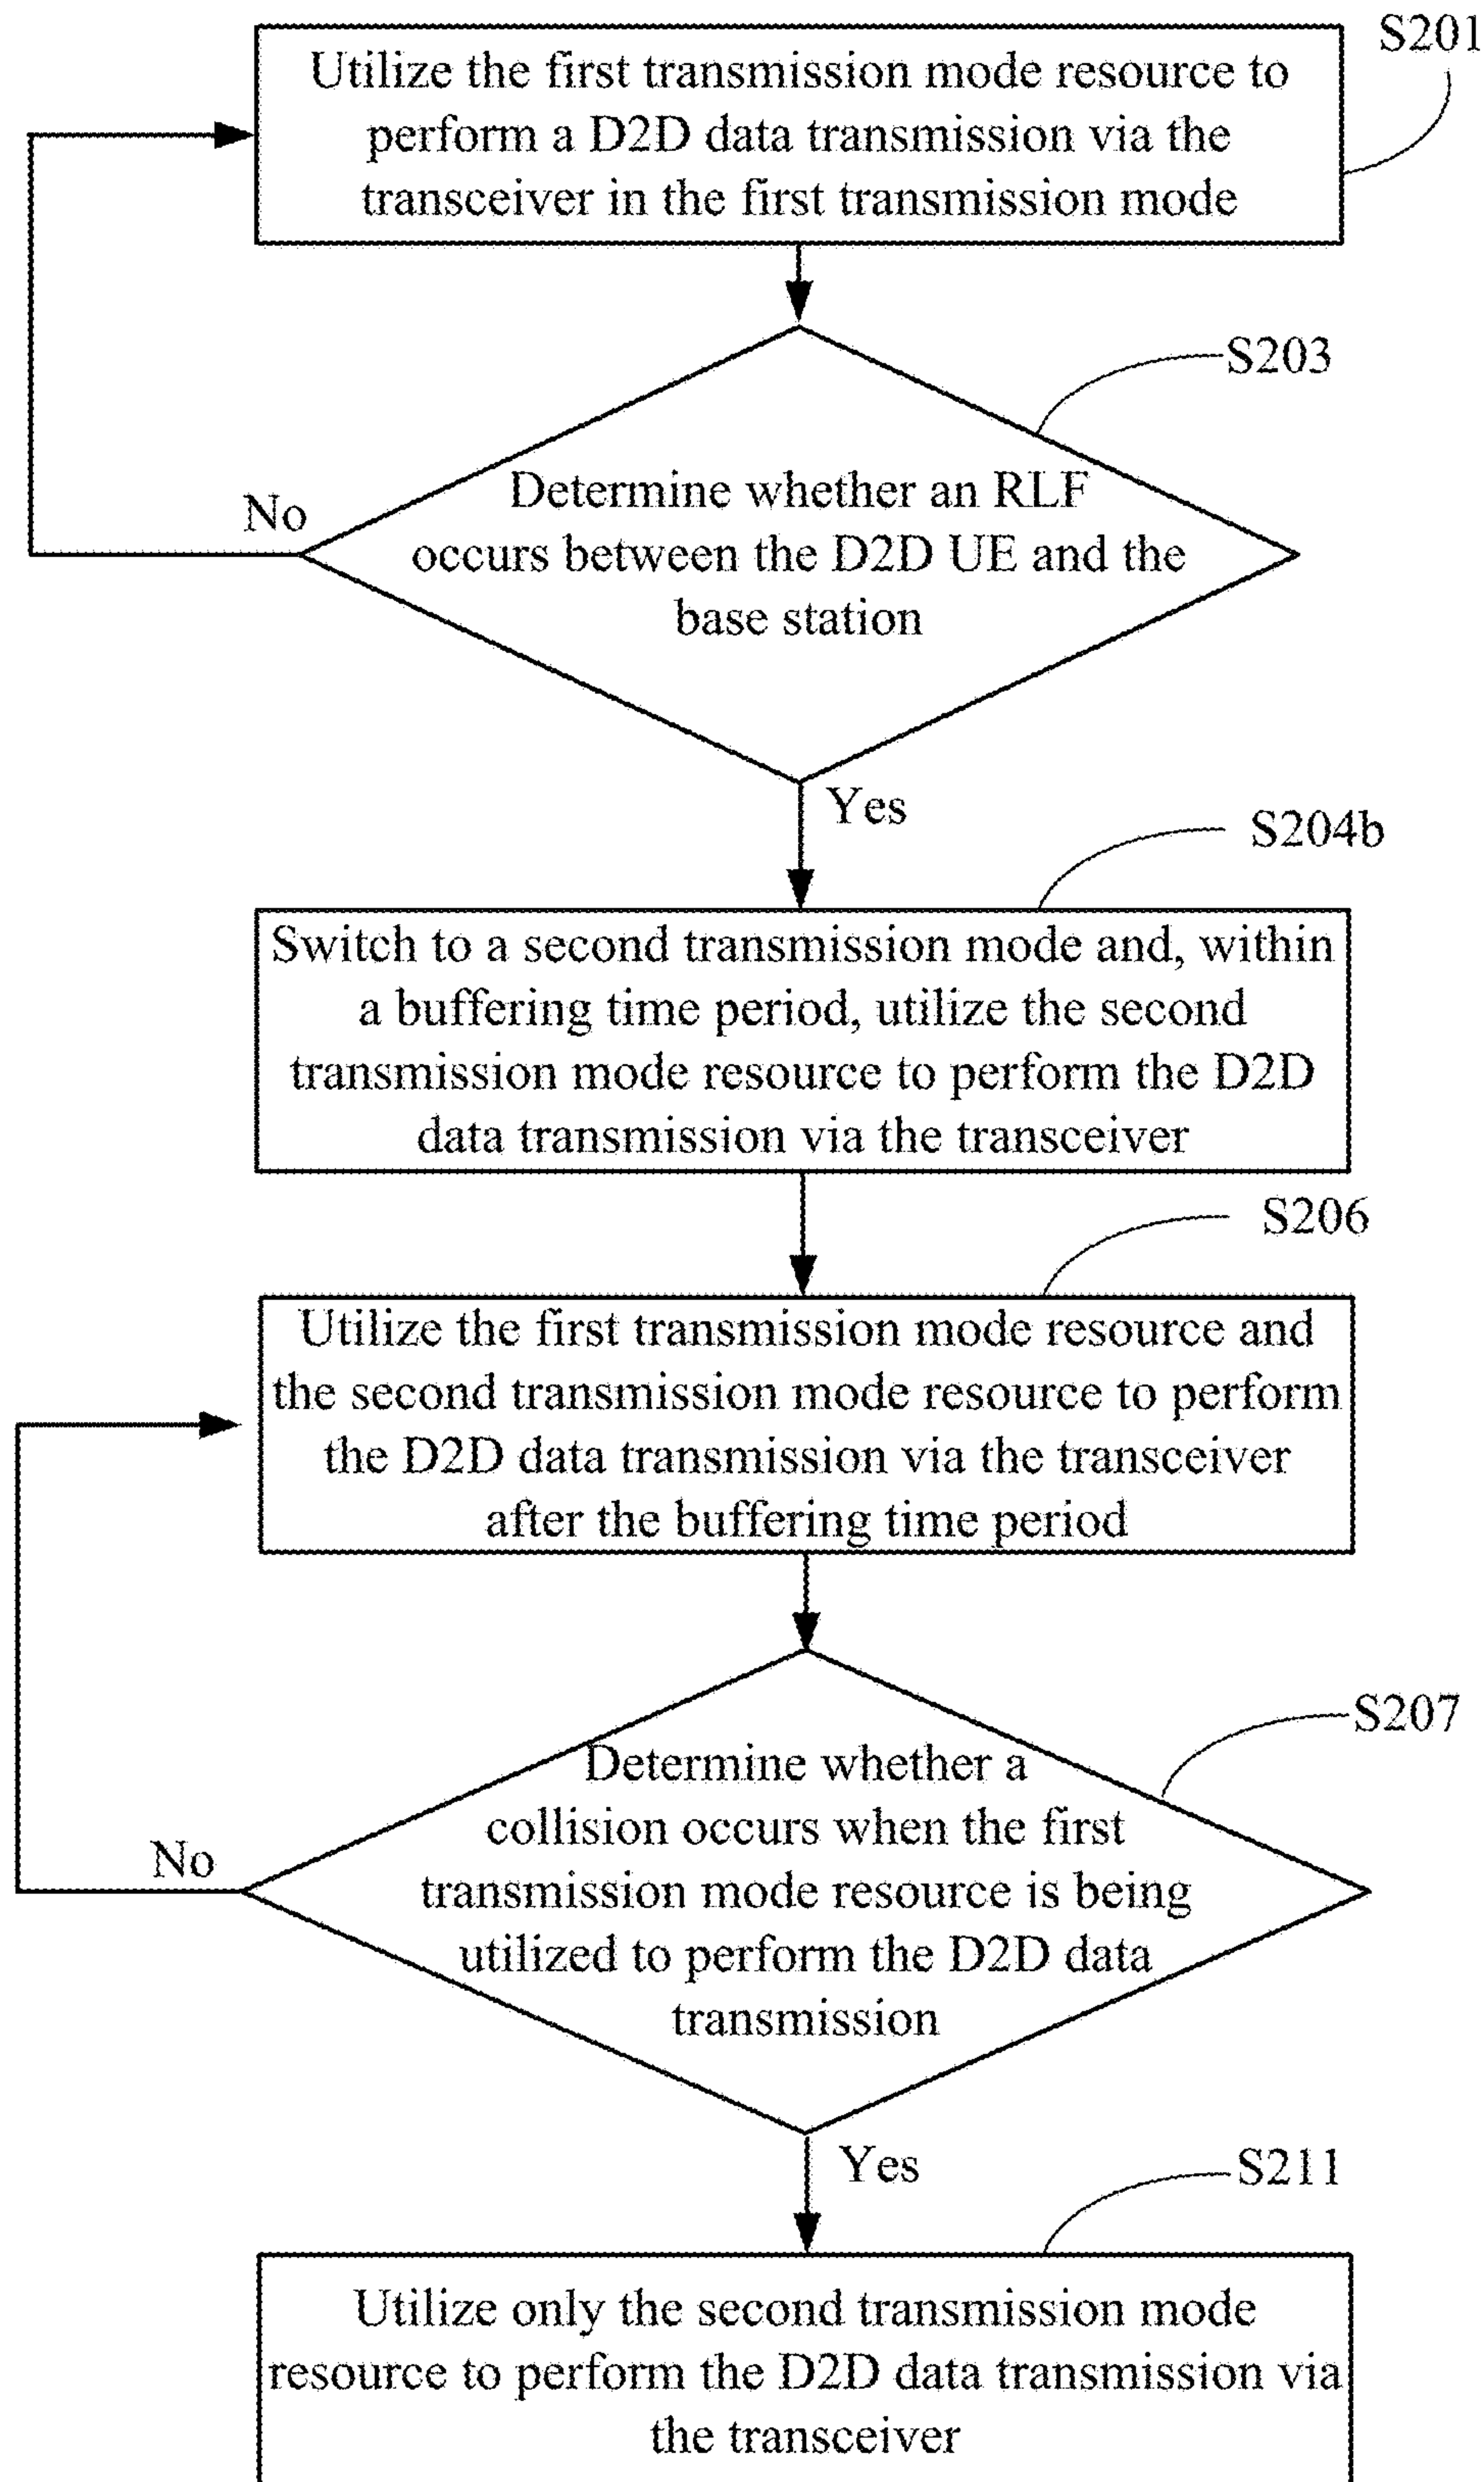 S201
Utilize the first transmission mode resource to
perform a D2D data transmission via the
transceiver in the first transmission mode
S203
Determine whether an RLF
occurs between the D2D UE and the
base station
No
Yes
S204b
Switch to a second transmission mode and, within
a buffering time period, utilize the second
transmission mode resource to perform the D2D
data transmission via the transceiver
S206
Utilize the first transmission mode resource and
the second transmission mode resource to perform
the D2D data transmission via the transceiver
after the buffering time period
S207
Determine whether a
collision occurs when the first
transmission mode resource is being
utilized to perform the D2D data
transmission
No
Yes
S211
Utilize only the second transmission mode
resource to perform the D2D data transmission via
the transceiver